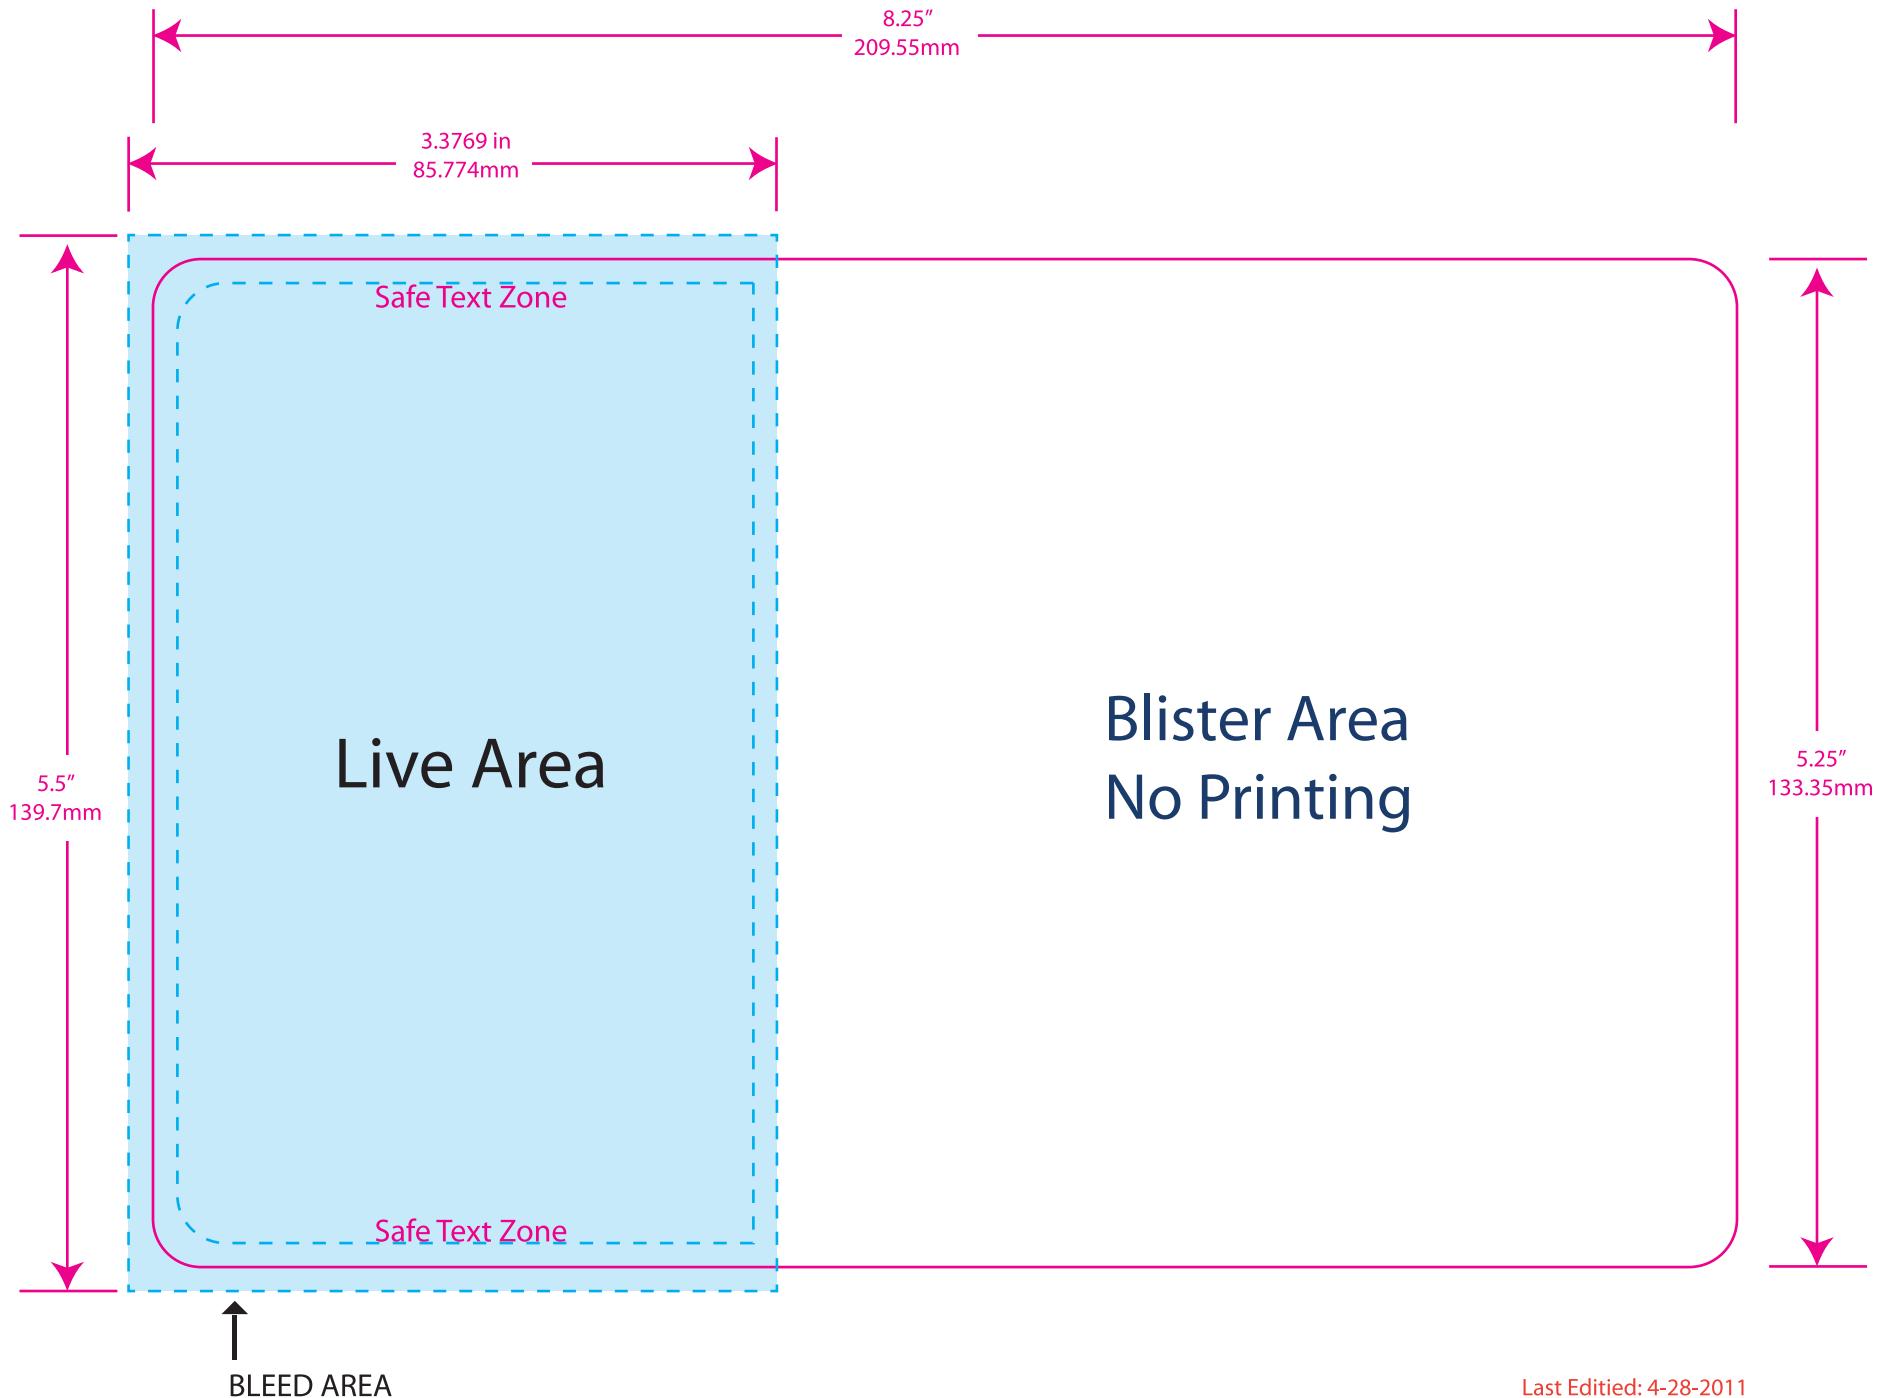 8.25″
209.55mm
3.3769 in
85.774mm
Safe Text Zone
Live Area
Blister Area
No Printing
5.5″
139.7mm
5.25″
133.35mm
Safe Text Zone
BLEED AREA
Last Editied: 4-28-2011